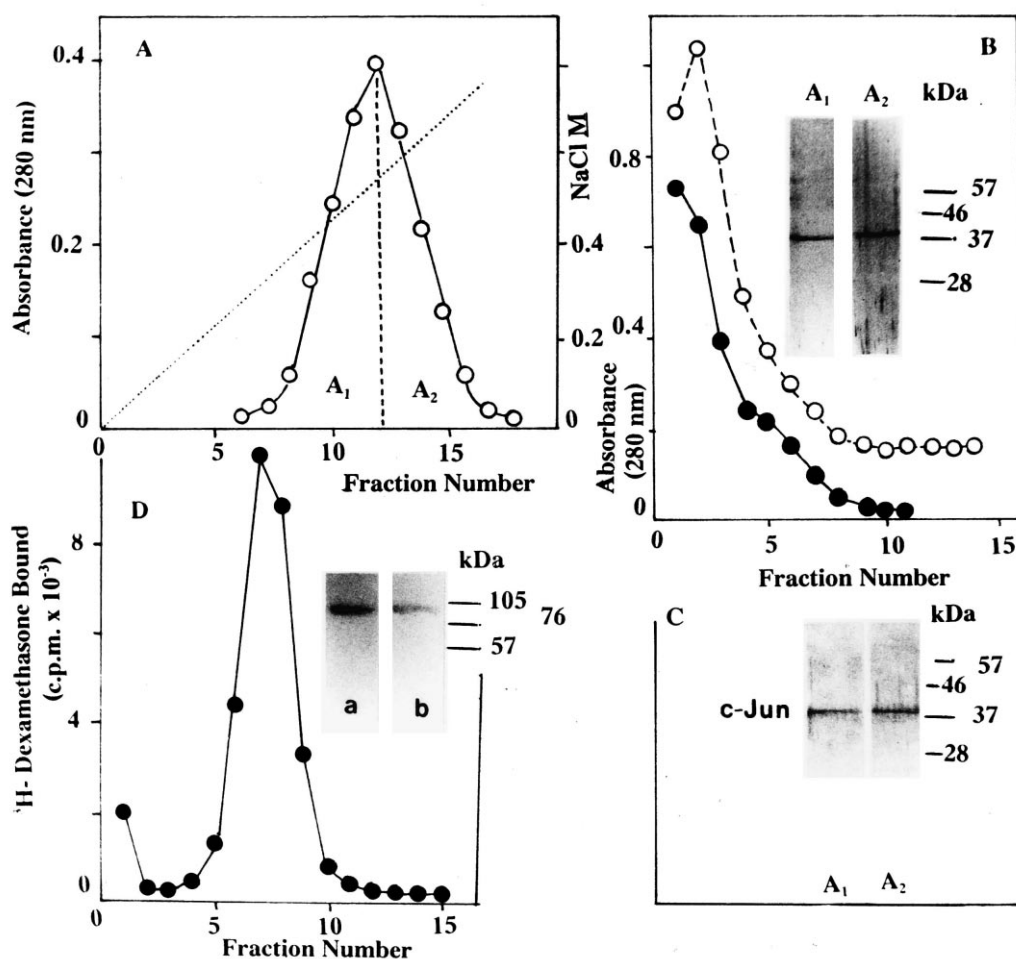 A
Absorbance (280 nm)
0.4
0.2
0
NaCl M
0.4
0.2
0
A₁
A₂
0
5
10
15
Fraction Number
B
A₁ A₂ kDa
57
46
37
28
Absorbance
(280 nm)
0.8
0.4
0
0
5
10
15
Fraction Number
D
H- Dexamethasone Bound
(c.p.m. x 10⁻³)
8
4
0
kDa
105
76
57
a b
0
5
10
15
Fraction Number
C
kDa
57
46
37
28
c-Jun
A₁ A₂